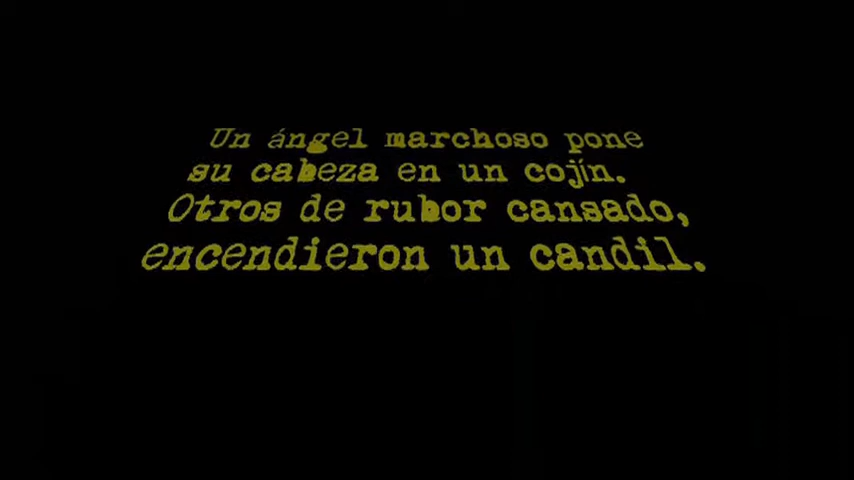 Un ángel marchoso pone
su cabeza en un cojín.
Otros de rubor cansado,
encendieron un candil.